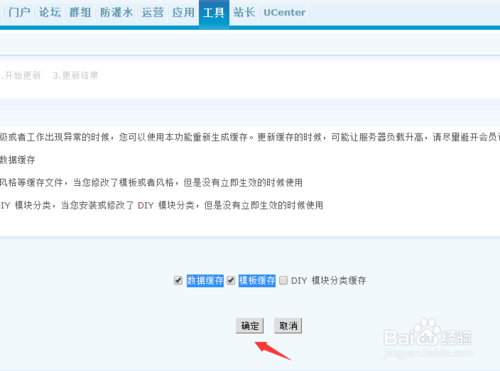 门户 论坛 群组 防灌水 运营 应用 工具 站长 UCenter
.开始更新 3.更新结果
级或者工作出现异常的时候，您可以使用本功能重新生成缓存。更新缓存的时候，可能让服务器负载升高，请尽量避开会员访
数据缓存
风格等缓存文件，当您修改了模板或者风格，但是没有立即生效的时候使用
DIY 模块分类，当您安装或修改了 DIY 模块分类，但是没有立即生效的时候使用
数据缓存 模板缓存 DIY 模块分类缓存
确定 取消
Baidu 经验
jingyan.baidu.com